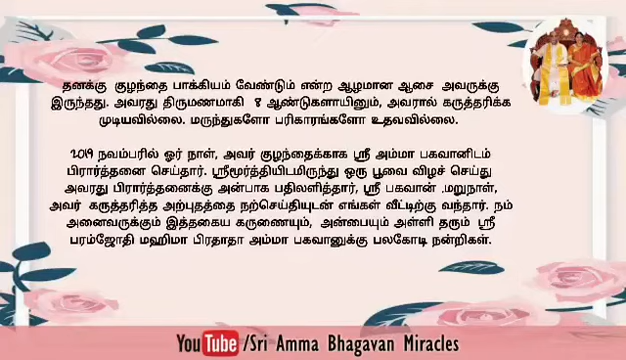 தனக்கு குழந்தை பாக்கியம் வேண்டும் என்ற ஆழமான ஆசை அவருக்கு
இருந்தது. அவரது திருமணமாகி 8 ஆண்டுகளாயினும், அவரால் கருத்தரிக்க
முடியவில்லை. மருந்துகளோ பரிகாரங்களோ உதவவில்லை.
2019 நவம்பரில் ஓர் நாள், அவர் குழந்தைக்காக ஸ்ரீ அம்மா பகவானிடம்
பிரார்த்தனை செய்தார். ஸ்ரீமூர்த்தியிடமிருந்து ஒரு பூவை விழச் செய்து
அவரது பிரார்த்தனைக்கு அன்பாக பதிலளித்தார், ஸ்ரீ பகவான் .மறுநாள்,
அவர் கருத்தரித்த அற்புதத்தை நற்செய்தியுடன் எங்கள் வீட்டிற்கு வந்தார். நம்
அனைவருக்கும் இத்தகைய கருணையும், அன்பையும் அள்ளி தரும் ஸ்ரீ
பரம்ஜோதி மஹிமா பிரதாதா அம்மா பகவானுக்கு பலகோடி நன்றிகள்.
YouTube /Sri Amma Bhagavan Miracles